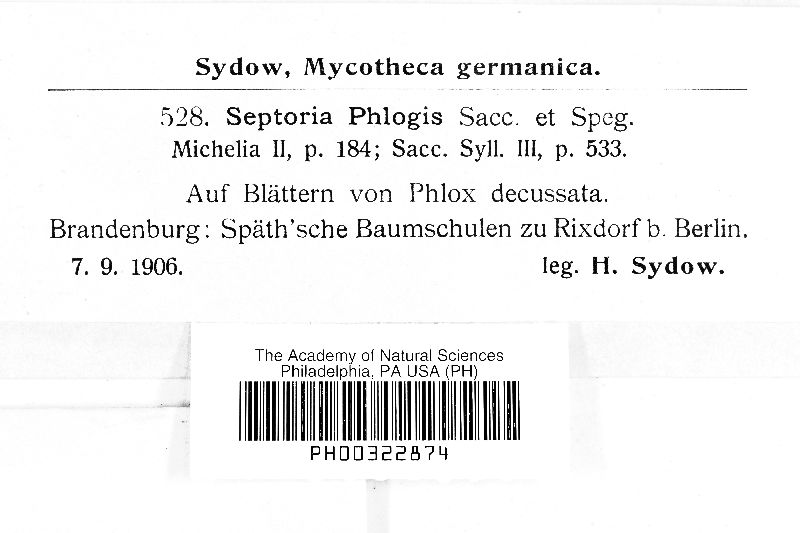 Sydow, Mycotheca germanica.
528. Septoria Phlogis Sacc. et Speg.
Michelia II, p. 184; Sacc. Syll. III, p. 533.
Auf Blättern von Phlox decussata.
Brandenburg: Späth'sche Baumschulen zu Rixdorf b. Berlin.
7. 9. 1906. leg. H. Sydow.
The Academy of Natural Sciences
Philadelphia, PA USA (PH)
PH00322874